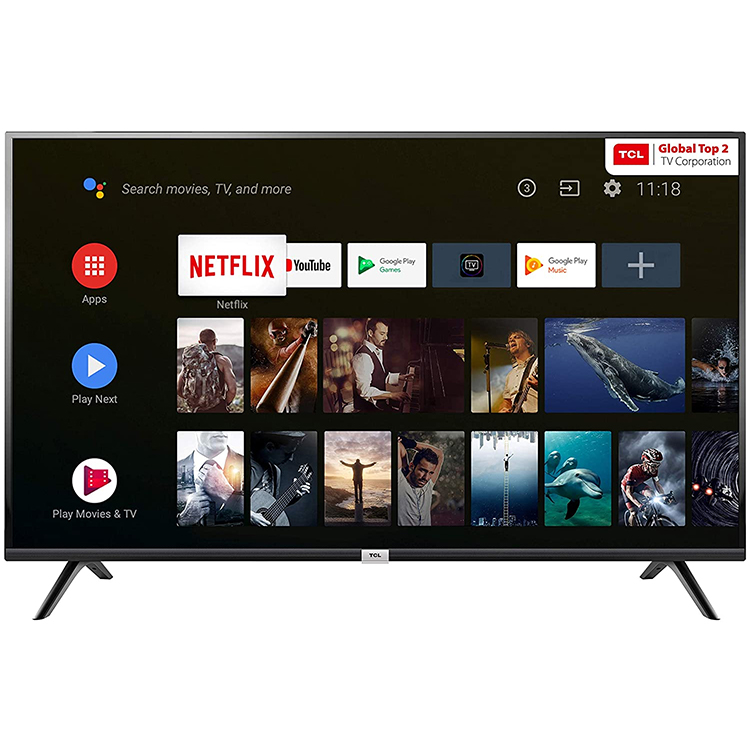 TCL
Global Top 2
TV Corporation
Search movies, TV, and more
3
11:18
Apps
NETFLIX
YouTube
Google Play
Games
TV
Google Play
Music
Netflix
Play Next
Play Movies & TV
TCL